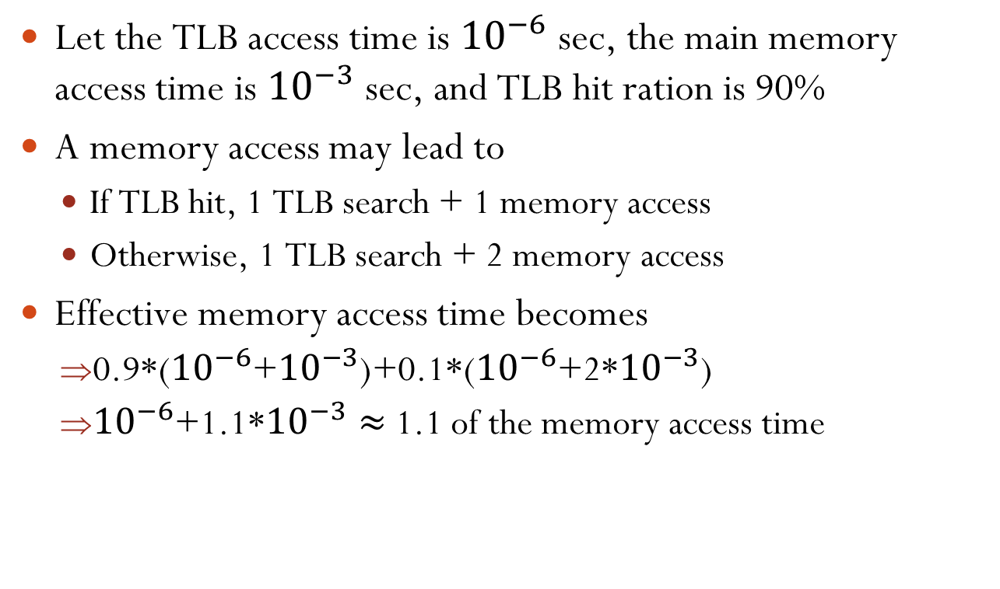 • Let the TLB access time is 10⁻⁶ sec, the main memory
access time is 10⁻³ sec, and TLB hit ration is 90%
• A memory access may lead to
• If TLB hit, 1 TLB search + 1 memory access
• Otherwise, 1 TLB search + 2 memory access
• Effective memory access time becomes
⇒0.9*(10⁻⁶+10⁻³)+0.1*(10⁻⁶+2*10⁻³)
⇒10⁻⁶+1.1*10⁻³ ≈ 1.1 of the memory access time